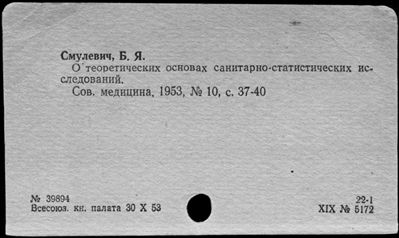 Смулевич, Б. Я.
О теоретических основах санитарно-статистических ис-
следований.
Сов. медицина, 1953, № 10, с. 37-40
№ 39894
22-1
Всесоюз. кн. палата 30 X 53
XIX № 5172